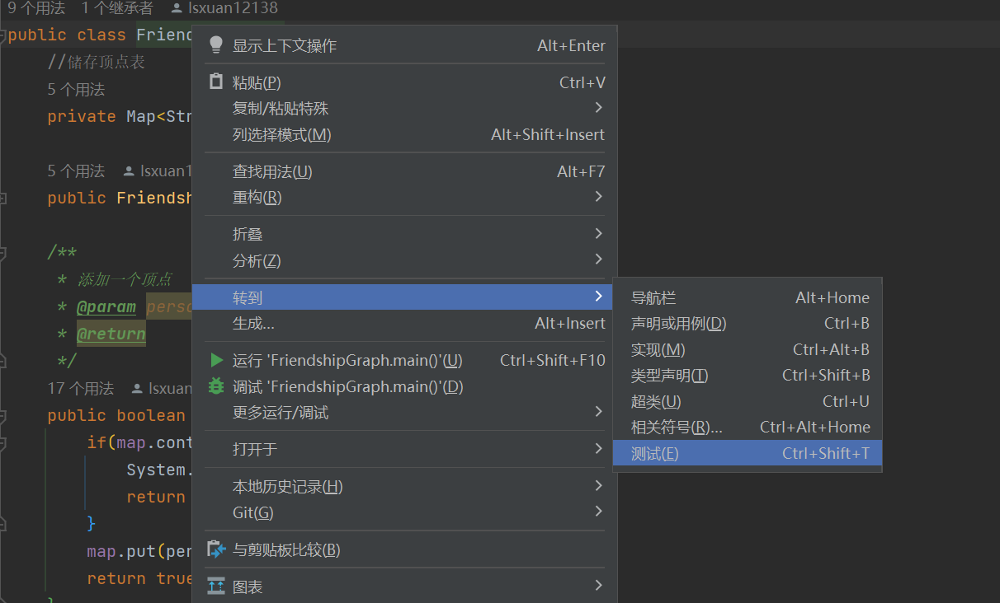 9 个用法 1 个继承者 lsxuan12138
public class Friend
//储存顶点表
5 个用法
private Map<Str
5 个用法 lsxuan1
public Friendsh
/**
* 添加一个顶点
* @param perso
* @return
*/
17 个用法 lsxuan
public boolean
if(map.cont
System.
return
}
map.put(per
return true
显示上下文操作 Alt+Enter
粘贴(P) Ctrl+V
复制/粘贴特殊
列选择模式(M) Alt+Shift+Insert
查找用法(U) Alt+F7
重构(R)
折叠
分析(Z)
转到
生成... Alt+Insert
运行 'FriendshipGraph.main()'(U) Ctrl+Shift+F10
调试 'FriendshipGraph.main()'(D)
更多运行/调试
打开于
本地历史记录(H)
Git(G)
与剪贴板比较(B)
图表
导航栏 Alt+Home
声明或用例(D) Ctrl+B
实现(M) Ctrl+Alt+B
类型声明(T) Ctrl+Shift+B
超类(U) Ctrl+U
相关符号(R)... Ctrl+Alt+Home
测试(E) Ctrl+Shift+T